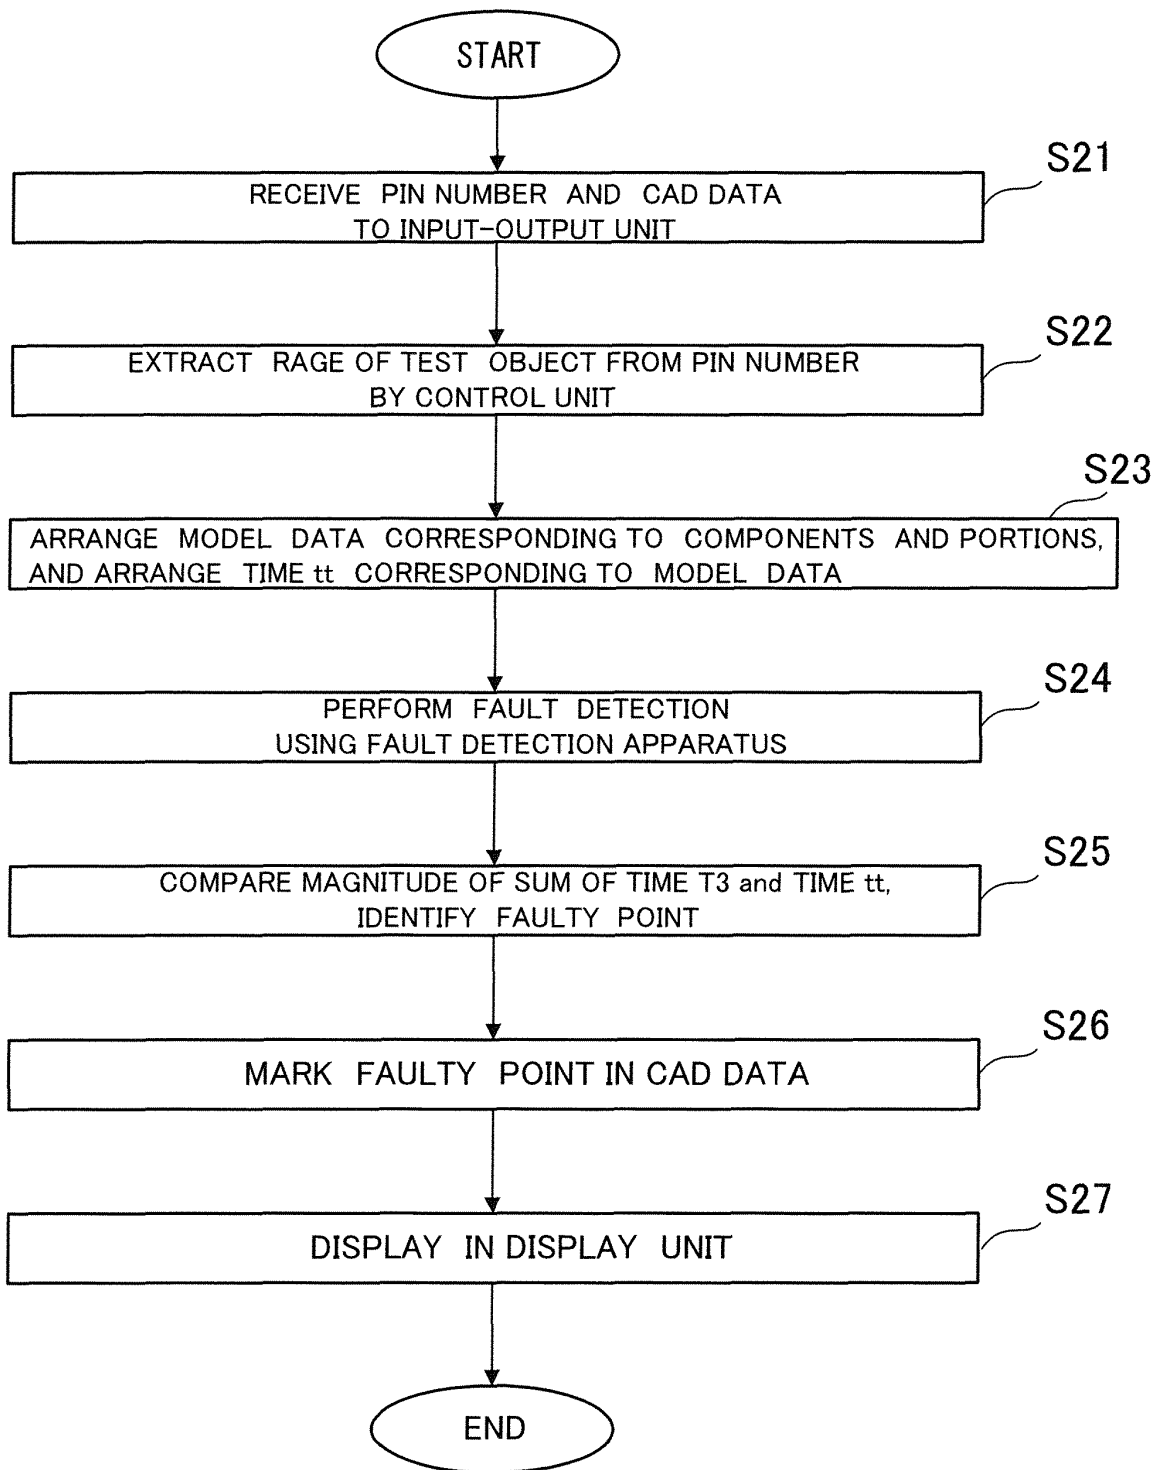 START
S21
RECEIVE PIN NUMBER AND CAD DATA
TO INPUT-OUTPUT UNIT
S22
EXTRACT RAGE OF TEST OBJECT FROM PIN NUMBER
BY CONTROL UNIT
S23
ARRANGE MODEL DATA CORRESPONDING TO COMPONENTS AND PORTIONS,
AND ARRANGE TIME tt CORRESPONDING TO MODEL DATA
S24
PERFORM FAULT DETECTION
USING FAULT DETECTION APPARATUS
S25
COMPARE MAGNITUDE OF SUM OF TIME T3 and TIME tt,
IDENTIFY FAULTY POINT
S26
MARK FAULTY POINT IN CAD DATA
S27
DISPLAY IN DISPLAY UNIT
END